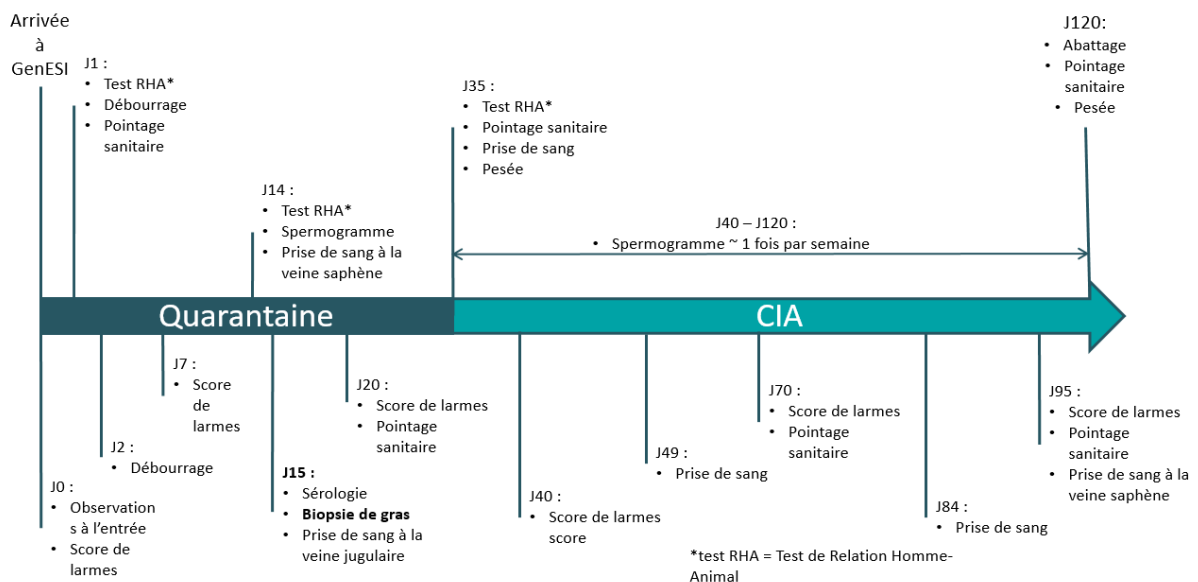 Arrivée
à
GenESI
J1 :
• Test RHA*
• Débourrage
• Pointage
sanitaire
J14 :
• Test RHA*
• Spermogramme
• Prise de sang à la
veine saphène
J35 :
• Test RHA*
• Pointage sanitaire
• Prise de sang
• Pesée
J40 – J120 :
• Spermogramme ~ 1 fois par semaine
J120:
• Abattage
• Pointage
sanitaire
• Pesée
Quarantaine
CIA
J0 :
• Observation
s à l’entrée
• Score de
larmes
J2 :
• Débourrage
J7 :
• Score
de
larmes
J15 :
• Sérologie
• Biopsie de gras
• Prise de sang à la
veine jugulaire
J20 :
• Score de larmes
• Pointage
sanitaire
J40 :
• Score de larmes
score
J49 :
• Prise de sang
J70 :
• Score de larmes
• Pointage
sanitaire
J84 :
• Prise de sang
J95 :
• Score de larmes
• Pointage
sanitaire
• Prise de sang à la
veine saphène
*test RHA = Test de Relation Homme-
Animal